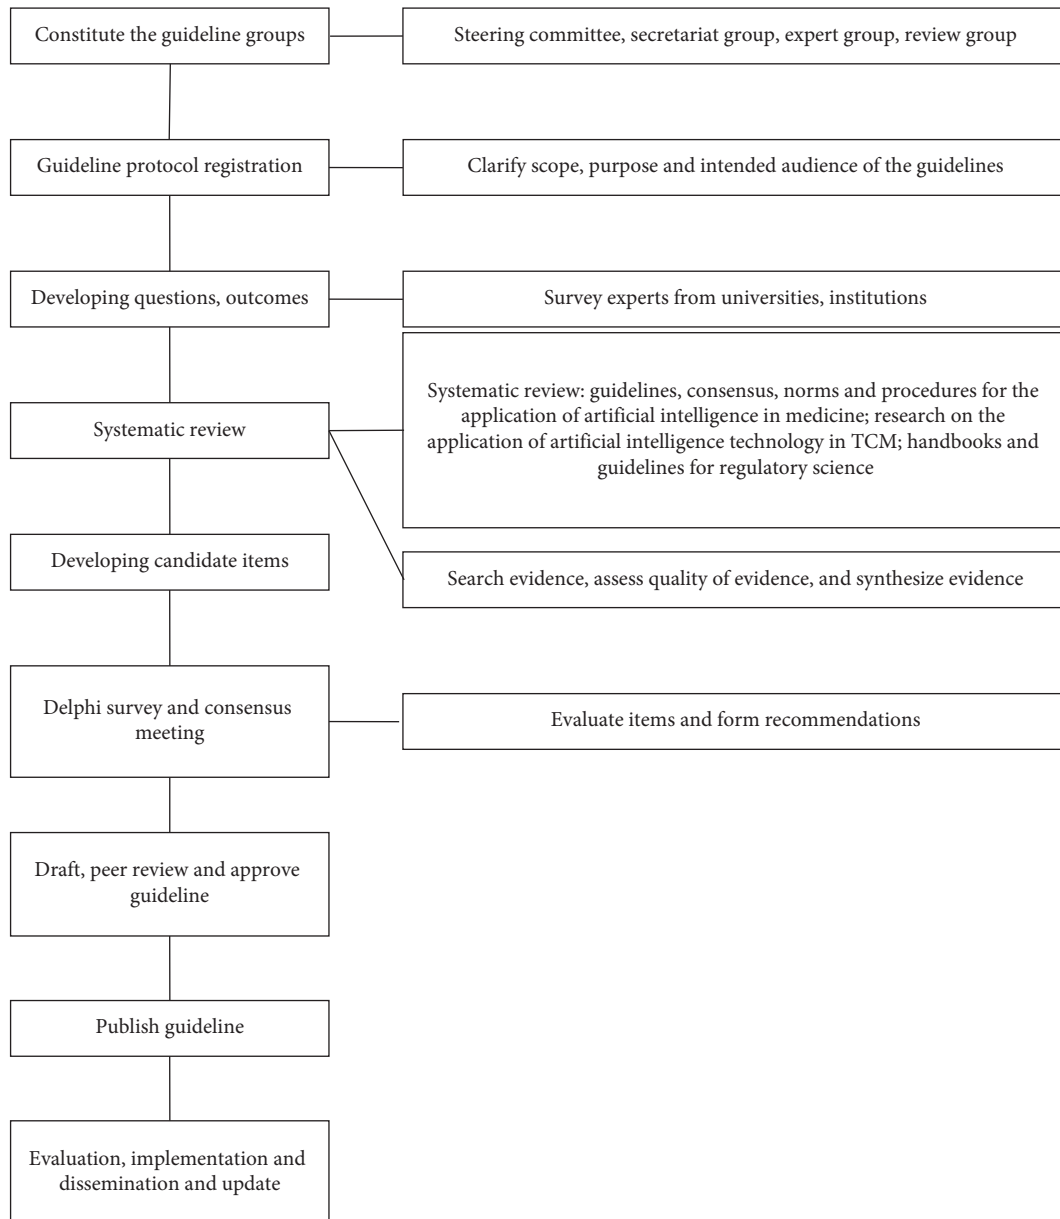 Constitute the guideline groups
Steering committee, secretariat group, expert group, review group
Guideline protocol registration
Clarify scope, purpose and intended audience of the guidelines
Developing questions, outcomes
Survey experts from universities, institutions
Systematic review
Systematic review: guidelines, consensus, norms and procedures for the
application of artificial intelligence in medicine; research on the
application of artificial intelligence technology in TCM; handbooks and
guidelines for regulatory science
Developing candidate items
Search evidence, assess quality of evidence, and synthesize evidence
Delphi survey and consensus
meeting
Evaluate items and form recommendations
Draft, peer review and approve
guideline
Publish guideline
Evaluation, implementation and
dissemination and update